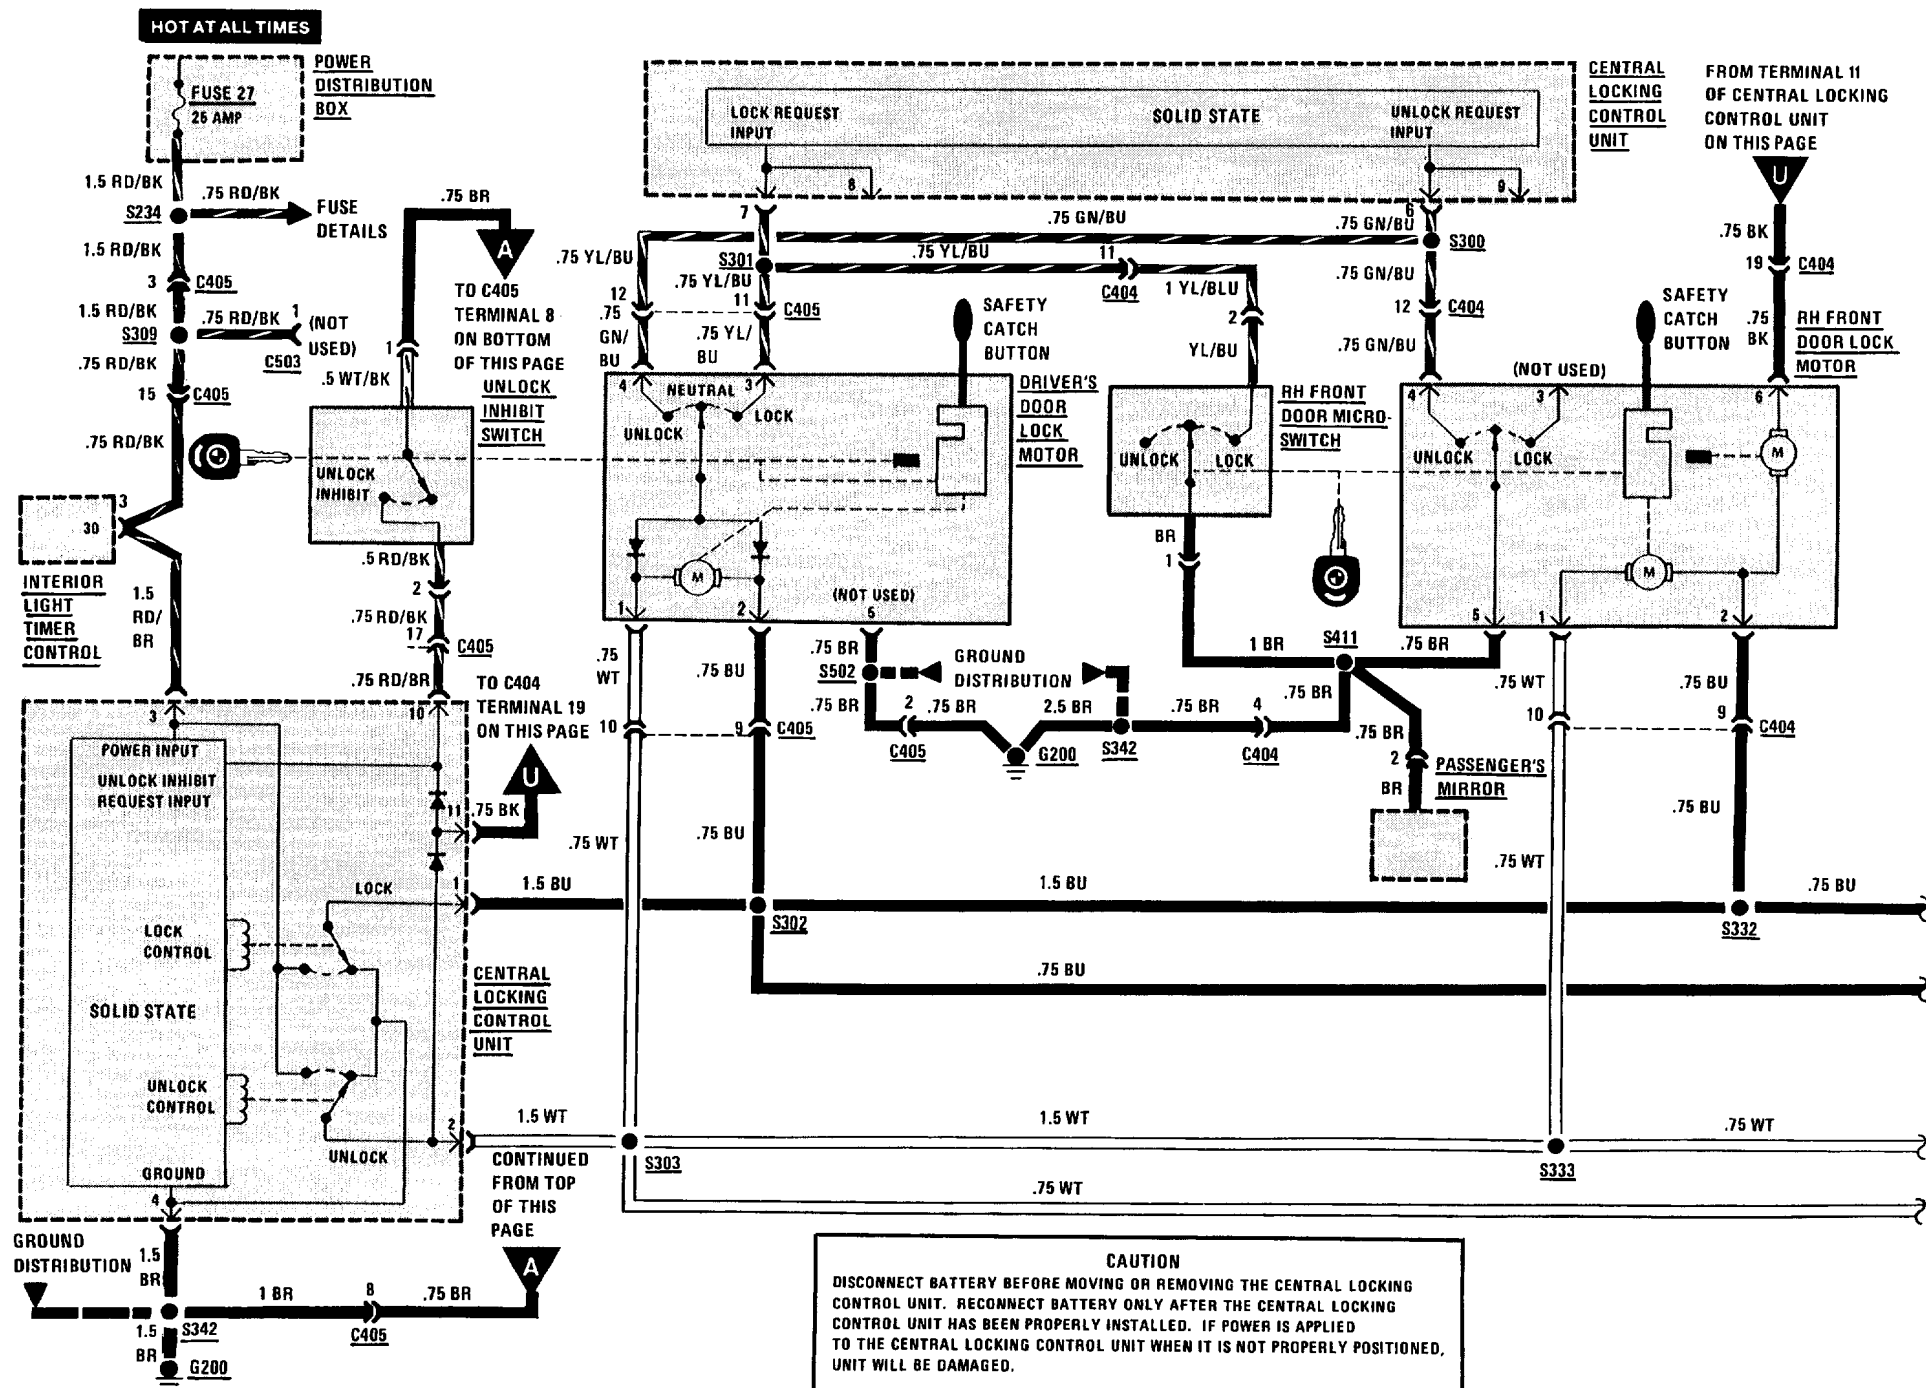 HOT AT ALL TIMES
FUSE 27
25 AMP
POWER
DISTRIBUTION
BOX
1.5 RD/BK
.75 RD/BK
S234
FUSE
DETAILS
1.5 RD/BK
3
C405
1.5 RD/BK
.75 RD/BK
1
(NOT
USED)
S309
C503
.75 RD/BK
15
C405
.75 RD/BK
3
30
INTERIOR
LIGHT
TIMER
CONTROL
1.5
RD/
BR
.75 BR
A
TO C405
TERMINAL 8
ON BOTTOM
OF THIS PAGE
1
.5 WT/BK
UNLOCK
INHIBIT
SWITCH
UNLOCK
INHIBIT
.5 RD/BK
2
.75 RD/BK
17
C405
.75 RD/BR
LOCK REQUEST
INPUT
SOLID STATE
UNLOCK REQUEST
INPUT
8
9
CENTRAL
LOCKING
CONTROL
UNIT
FROM TERMINAL 11
OF CENTRAL LOCKING
CONTROL UNIT
ON THIS PAGE
U
7
6
.75 GN/BU
.75 GN/BU
S300
.75 YL/BU
S301
.75 YL/BU
11
C404
.75 YL/BU
1 YL/BLU
.75 GN/BU
.75 BK
19
C404
12
11
C405
.75
GN/
BU
.75 YL/
BU
SAFETY
CATCH
BUTTON
2
YL/BU
12
C404
.75 GN/BU
SAFETY
CATCH
BUTTON
.75
BK
RH FRONT
DOOR LOCK
MOTOR
4
NEUTRAL
3
UNLOCK
LOCK
DRIVER'S
DOOR
LOCK
MOTOR
M
1
2
(NOT USED)
5
RH FRONT
DOOR MICRO-
SWITCH
UNLOCK
LOCK
BR
1
(NOT USED)
4
3
6
UNLOCK
LOCK
M
M
5
1
2
.75
WT
.75 BU
.75 BR
S502
GROUND
DISTRIBUTION
1 BR
S411
.75 BR
.75 WT
.75 BU
10
9
C405
.75 BR
2
.75 BR
C405
G200
2.5 BR
S342
.75 BR
4
C404
.75 BR
.75 BR
2
BR
PASSENGER'S
MIRROR
10
9
C404
.75 WT
.75 BU
.75 WT
.75 BU
3
10
POWER INPUT
UNLOCK INHIBIT
REQUEST INPUT
TO C404
TERMINAL 19
ON THIS PAGE
U
11
.75 BK
LOCK
1
1.5 BU
S302
1.5 BU
S332
.75 BU
.75 BU
LOCK
CONTROL
SOLID STATE
CENTRAL
LOCKING
CONTROL
UNIT
UNLOCK
CONTROL
UNLOCK
2
1.5 WT
S303
1.5 WT
S333
.75 WT
.75 WT
GROUND
4
CONTINUED
FROM TOP
OF THIS
PAGE
A
GROUND
DISTRIBUTION
1.5
BR
1 BR
8
C405
.75 BR
S342
1.5
BR
G200
CAUTION
DISCONNECT BATTERY BEFORE MOVING OR REMOVING THE CENTRAL LOCKING
CONTROL UNIT. RECONNECT BATTERY ONLY AFTER THE CENTRAL LOCKING
CONTROL UNIT HAS BEEN PROPERLY INSTALLED. IF POWER IS APPLIED
TO THE CENTRAL LOCKING CONTROL UNIT WHEN IT IS NOT PROPERLY POSITIONED,
UNIT WILL BE DAMAGED.